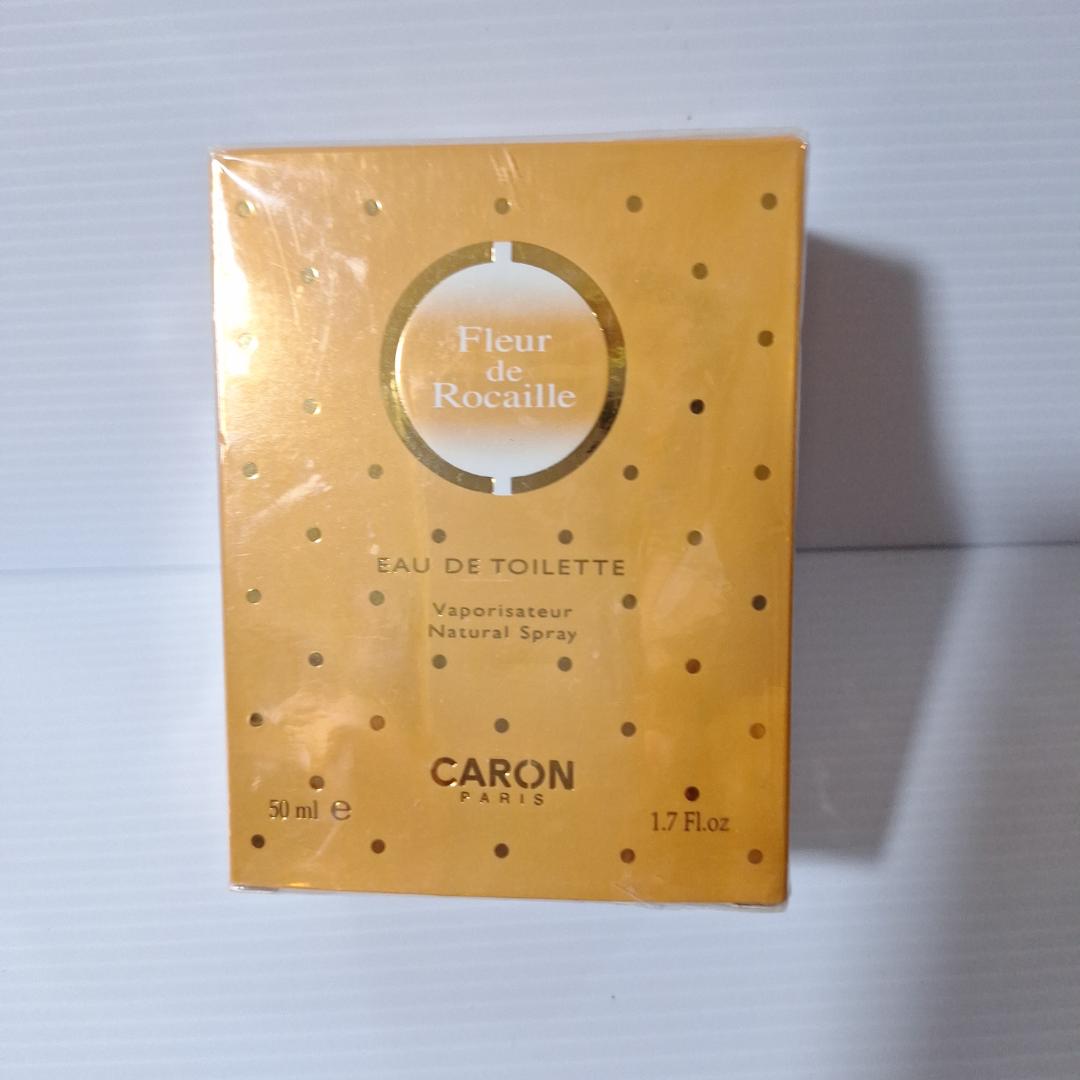 Fleur
de
Rocaille
EAU DE TOILETTE
Vaporisateur
Natural Spray
CARON
PARIS
50 ml ℮
1.7 Fl.oz